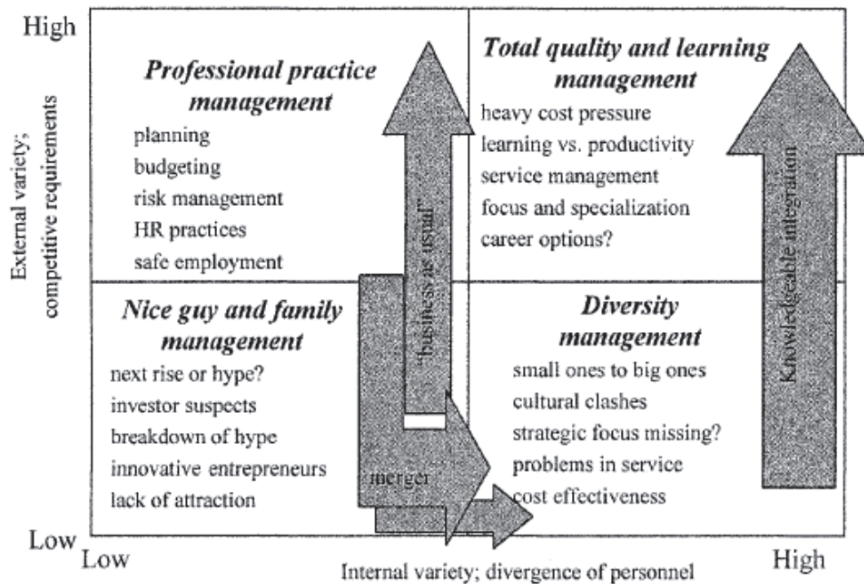 High
Professional practice
management
planning
budgeting
risk management
HR practices
safe employment
Total quality and learning
management
heavy cost pressure
learning vs. productivity
service management
focus and specialization
career options?
External variety;
competitive requirements
"business as usual"
Knowledgeable integration
Nice guy and family
management
next rise or hype?
investor suspects
breakdown of hype
innovative entrepreneurs
lack of attraction
merger
Diversity
management
small ones to big ones
cultural clashes
strategic focus missing?
problems in service
cost effectiveness
Low
Low
Internal variety; divergence of personnel
High